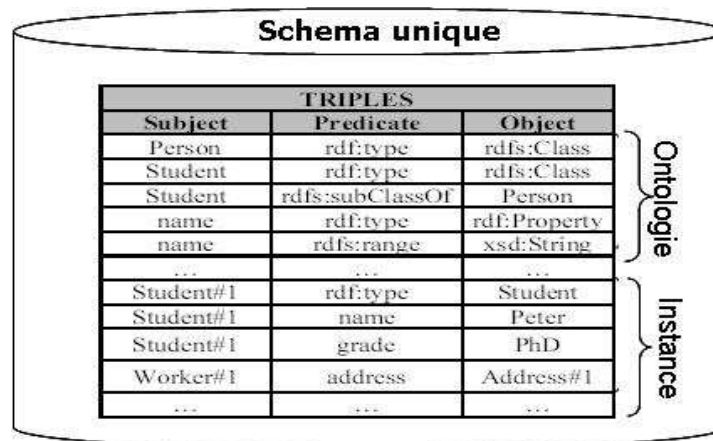 Schema unique
TRIPLES
Subject Predicate Object
Person rdf:type rdfs:Class
Student rdf:type rdfs:Class
Student rdfs:subClassOf Person
name rdf:type rdf:Property
name rdfs:range xsd:String
... ... ...
Student#1 rdf:type Student
Student#1 name Peter
Student#1 grade PhD
Worker#1 address Address#1
... ... ...
Ontologie
Instance